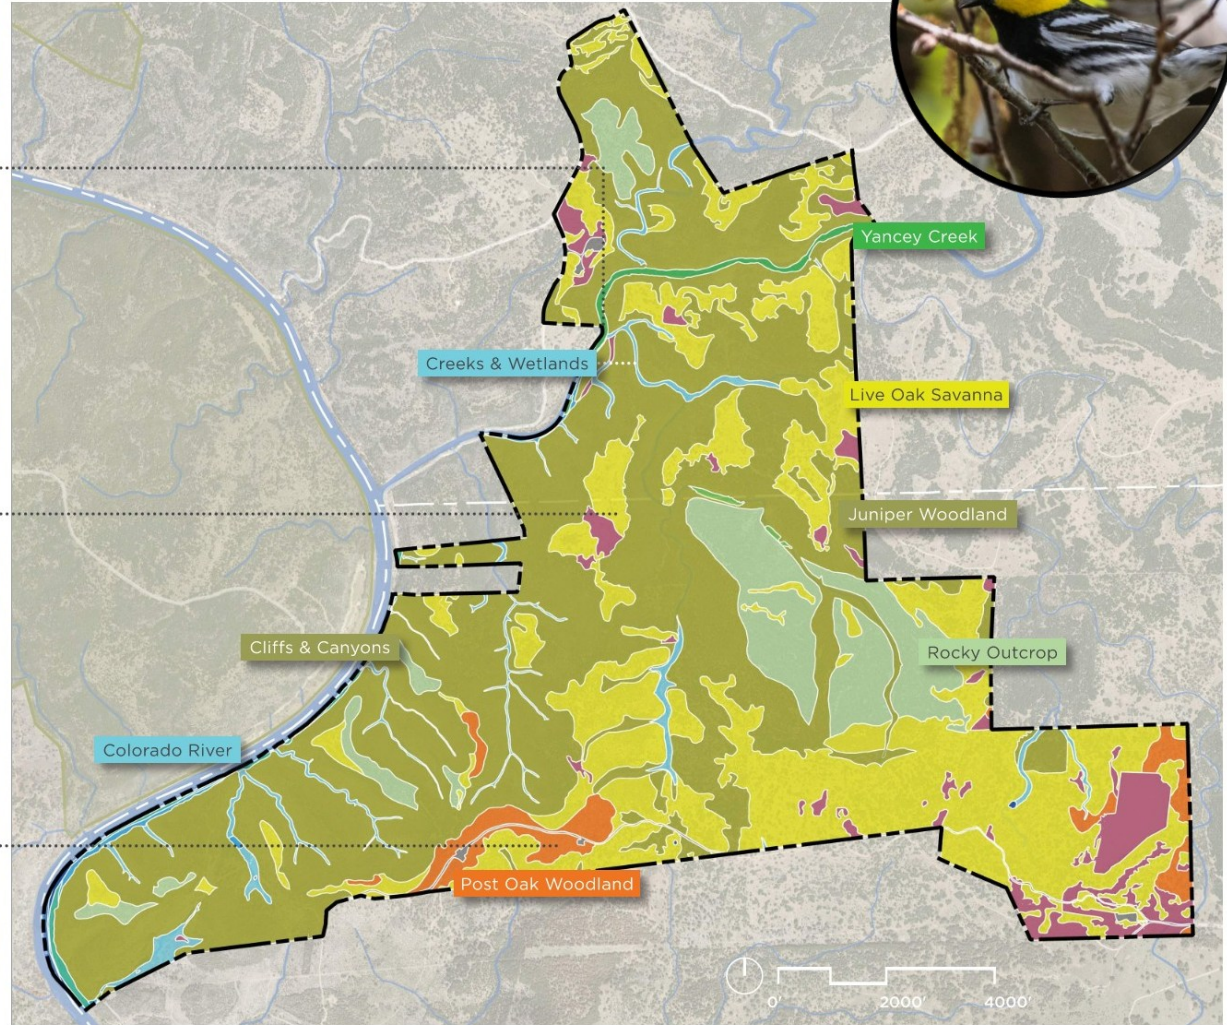 Yancey Creek
Creeks & Wetlands
Live Oak Savanna
Juniper Woodland
Cliffs & Canyons
Rocky Outcrop
Colorado River
Post Oak Woodland
0' 2000' 4000'